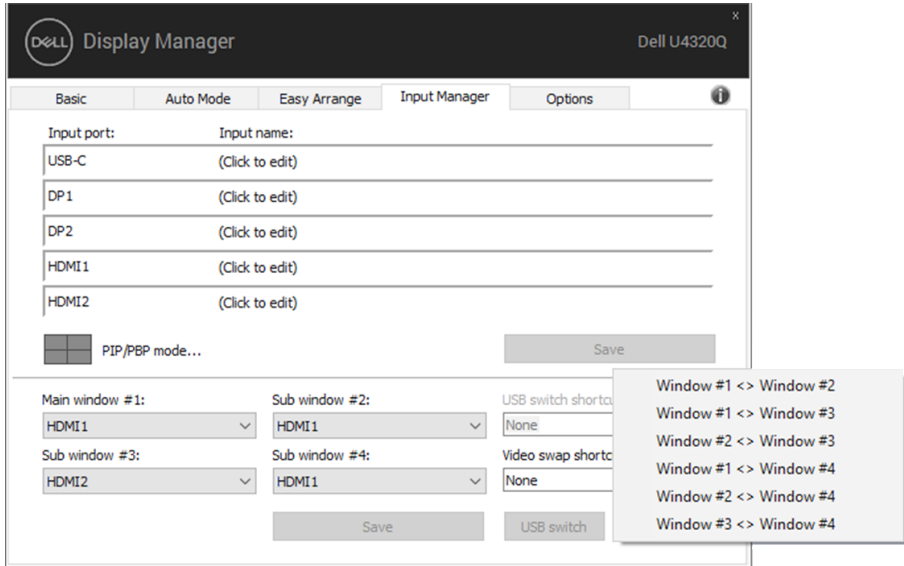 DELL Display Manager
x
Dell U4320Q
Basic Auto Mode Easy Arrange Input Manager Options i
Input port: Input name:
USB-C (Click to edit)
DP1 (Click to edit)
DP2 (Click to edit)
HDMI1 (Click to edit)
HDMI2 (Click to edit)
PIP/PBP mode... Save
Main window #1: Sub window #2: USB switch shortcu
HDMI1 HDMI1 None
Sub window #3: Sub window #4: Video swap shortc
HDMI2 HDMI1 None
Save USB switch
Window #1 <> Window #2
Window #1 <> Window #3
Window #2 <> Window #3
Window #1 <> Window #4
Window #2 <> Window #4
Window #3 <> Window #4